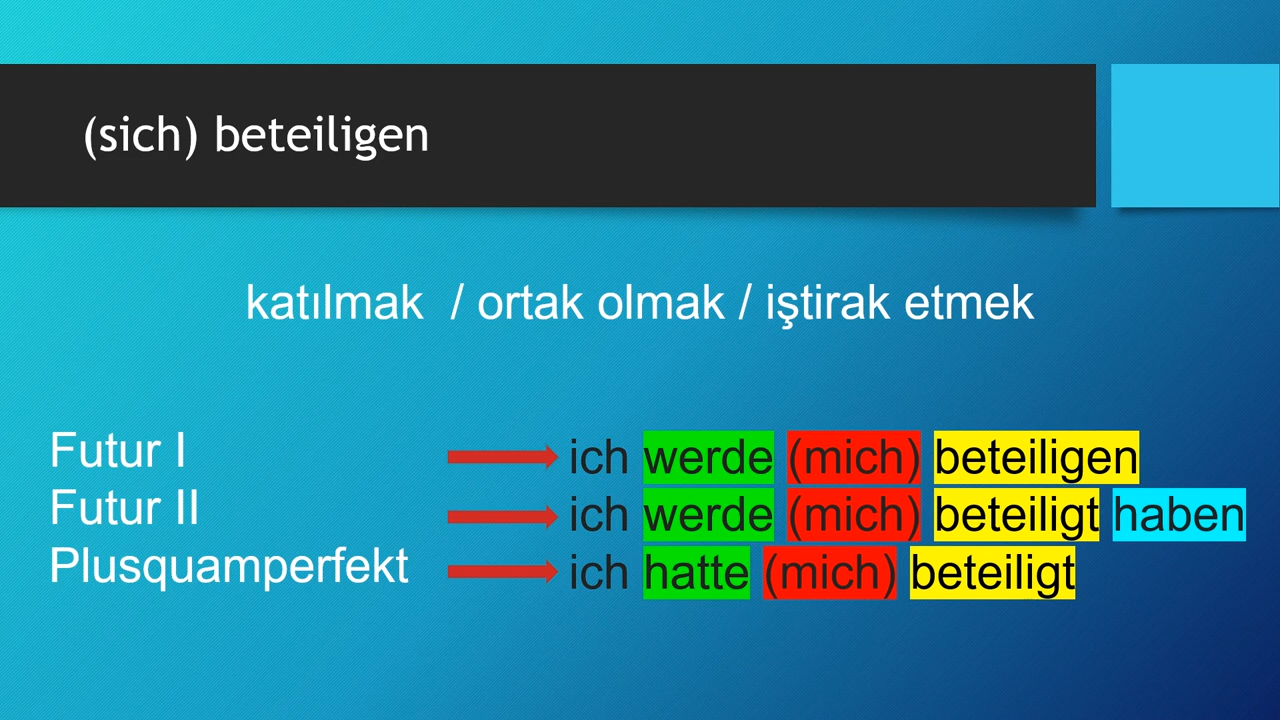 (sich) beteiligen
katılmak / ortak olmak / iştirak etmek
Futur I ich werde (mich) beteiligen
Futur II ich werde (mich) beteiligt haben
Plusquamperfekt ich hatte (mich) beteiligt